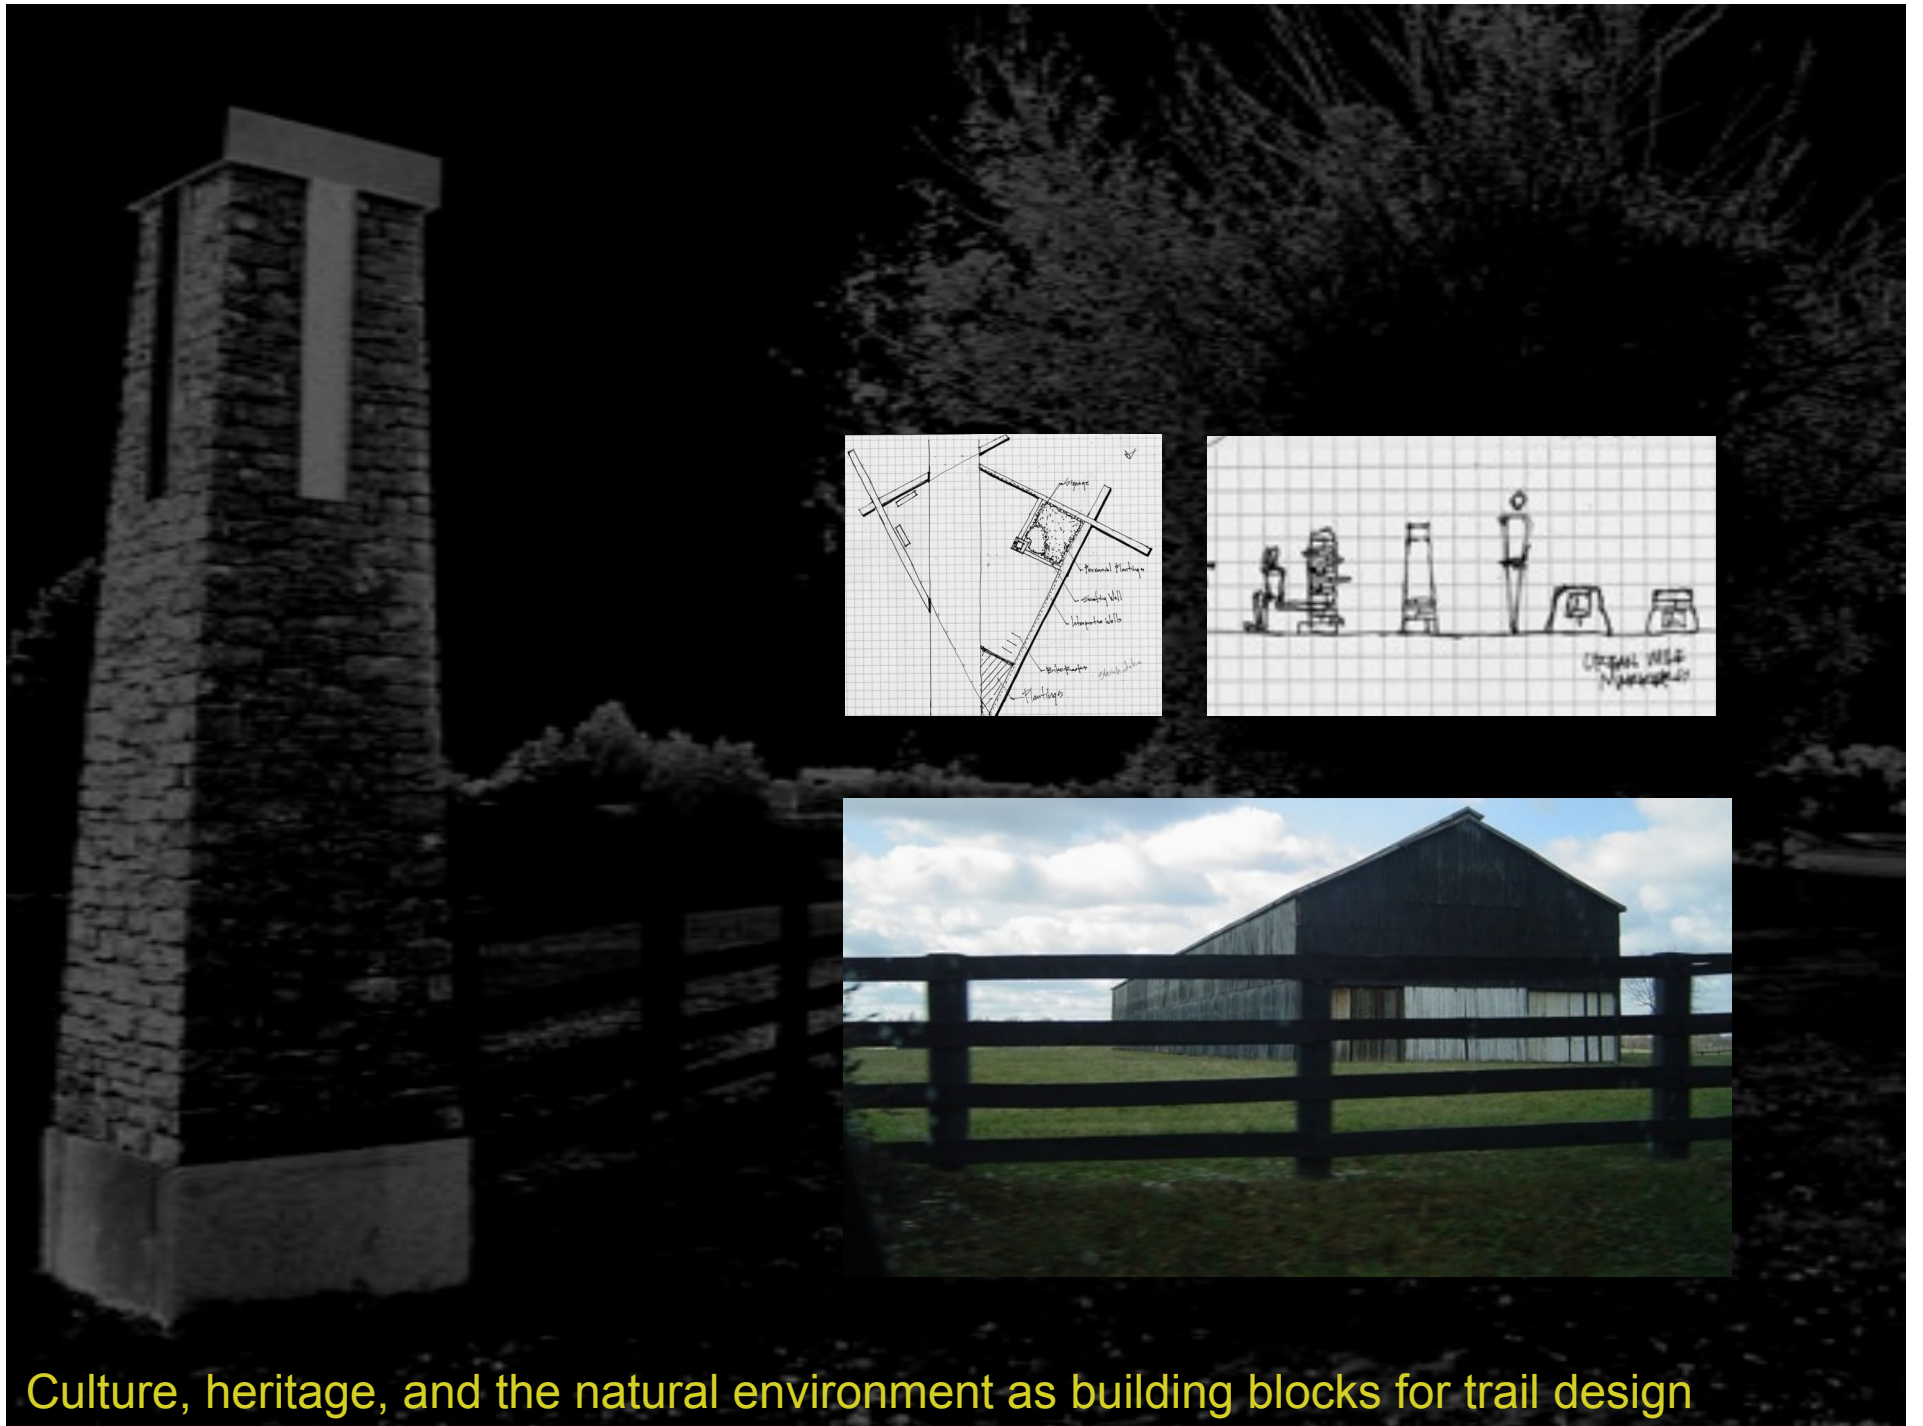 Signage
Perennial Plantings
Seating Wall
Interpretive Walls
Bike Racks
Plantings
URBAN MILE
MARKERS
Culture, heritage, and the natural environment as building blocks for trail design